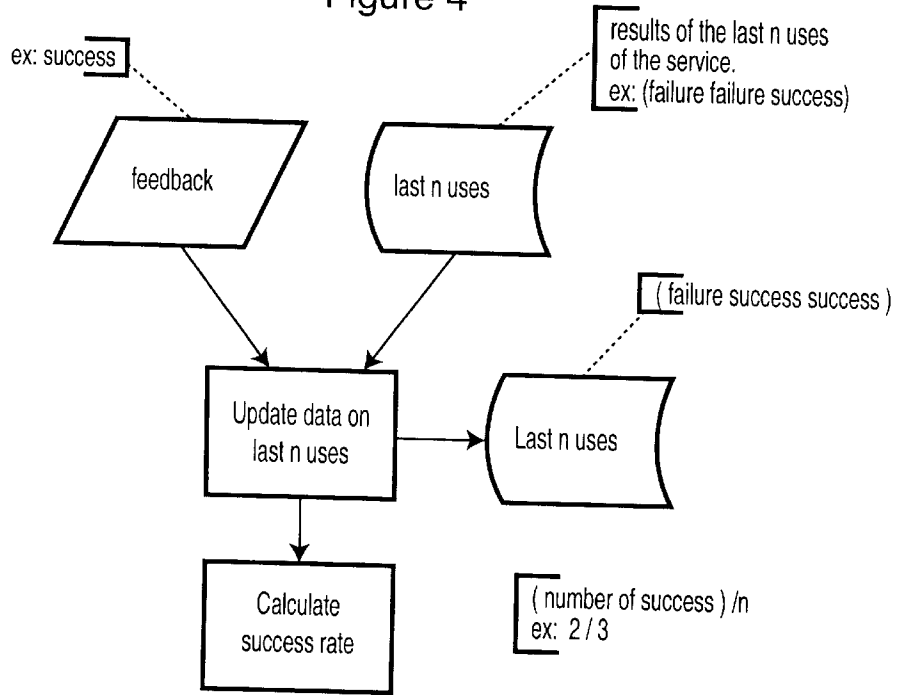 Figure 4
ex: success
results of the last n uses
of the service.
ex: (failure failure success)
feedback
last n uses
( failure success success )
Update data on
last n uses
Last n uses
Calculate
success rate
( number of success ) /n
ex: 2 / 3